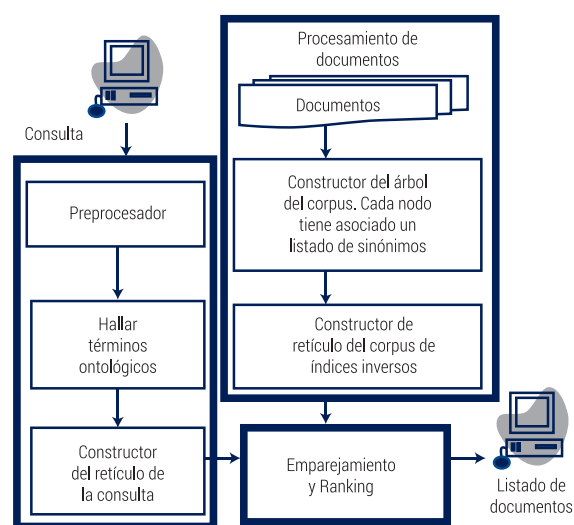 Consulta
Preprocesador
Hallar
términos
ontológicos
Constructor
del retículo de
la consulta
Procesamiento de
documentos
Documentos
Constructor del árbol
del corpus. Cada nodo
tiene asociado un
listado de sinónimos
Constructor de
retículo del corpus de
índices inversos
Emparejamiento
y Ranking
Listado de
documentos